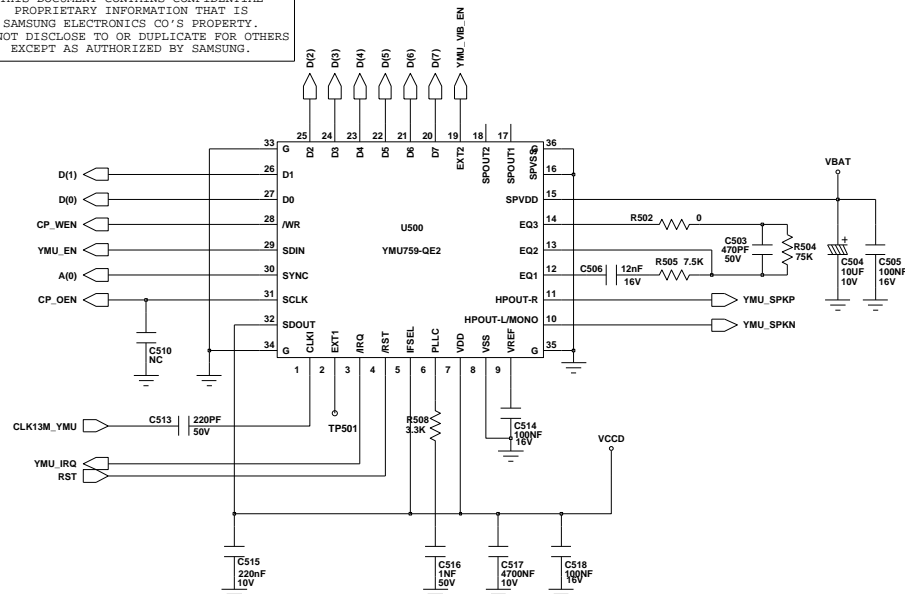 THIS DOCUMENT CONTAINS CONFIDENTIAL
PROPRIETARY INFORMATION THAT IS
SAMSUNG ELECTRONICS CO'S PROPERTY.
NOT DISCLOSE TO OR DUPLICATE FOR OTHERS
EXCEPT AS AUTHORIZED BY SAMSUNG.
D(2)
D(3)
D(4)
D(5)
D(6)
D(7)
YMU_VIB_EN
25
24
23
22
21
20
19
18
17
D2
D3
D4
D5
D6
D7
EXT2
SPOUT2
SPOUT1
SPVSS
33 G
G 36
16
D(1) 26 D1
D(0) 27 D0
CP_WEN 28 /WR
YMU_EN 29 SDIN
A(0) 30 SYNC
CP_OEN 31 SCLK
32 SDOUT
34 G
U500
YMU759-QE2
SPVDD 15
EQ3 14
EQ2 13
EQ1 12
HPOUT-R 11 YMU_SPKP
HPOUT-L/MONO 10 YMU_SPKN
G 35
VBAT
R502 0
C503
470PF
50V
R504
75K
C504
10UF
10V
C505
100NF
16V
R505 7.5K
C506 12nF
16V
C510
NC
CLKI
EXT1
/IRQ
/RST
IFSEL
PLLC
VDD
VSS
VREF
1
2
3
4
5
6
7
8
9
CLK13M_YMU
C513 220PF
50V
TP501
R508
3.3K
C514
100NF
16V
VCCD
YMU_IRQ
RST
C515
220nF
10V
C516
1NF
50V
C517
4700NF
10V
C518
100NF
16V